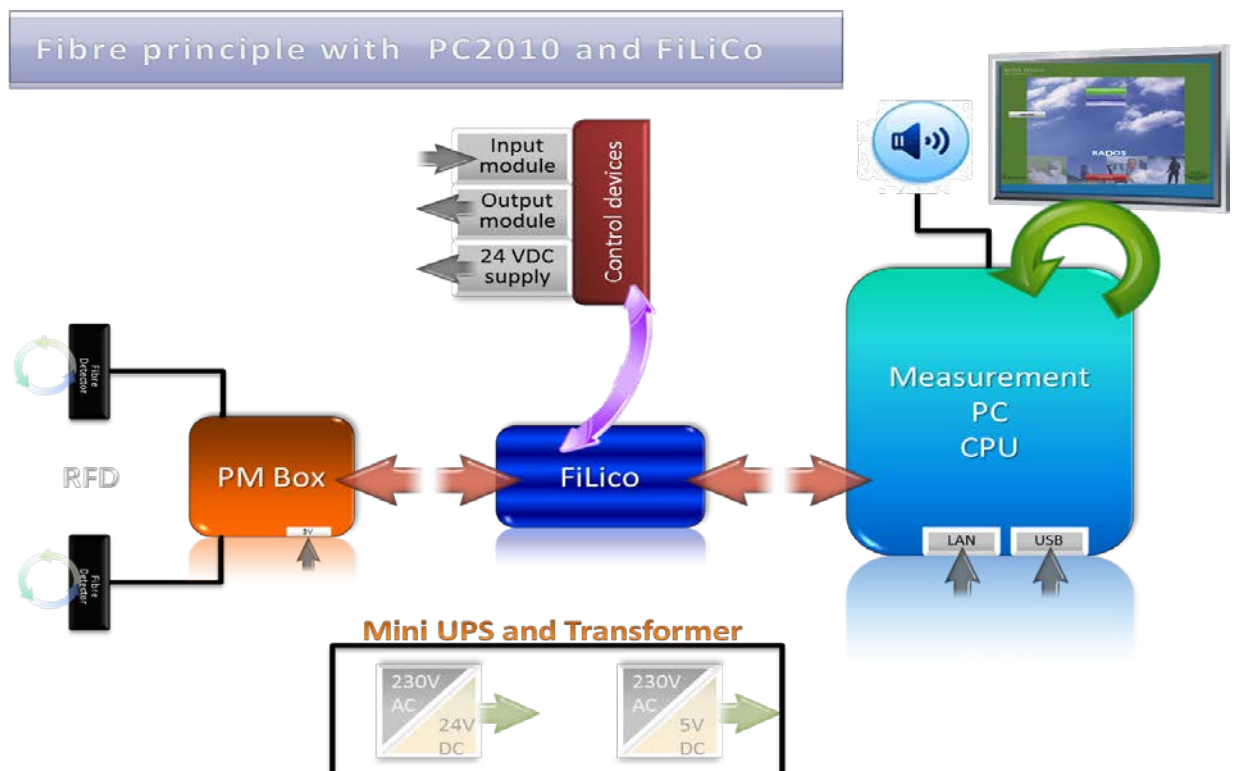 Fibre principle with PC2010 and FiLiCo
Input
module
Output
module
24 VDC
supply
Control devices
RADOS
Measurement
PC
CPU
LAN
USB
Fibre
Detector
RFD
PM Box
5V
FiLico
Fibre
Detector
Mini UPS and Transformer
230V
AC
24V
DC
230V
AC
5V
DC